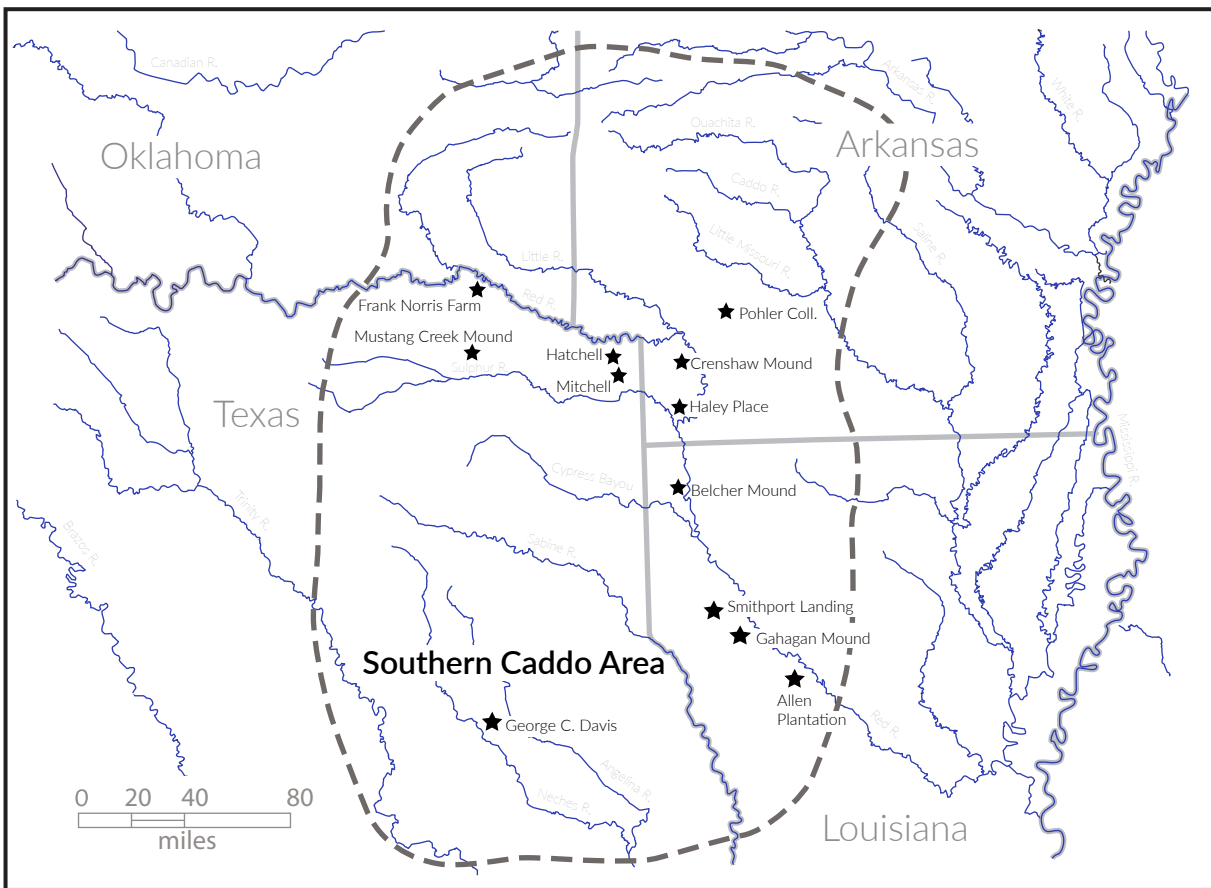 Canadian R.
Arkansas R.
White R.
Ouachita R.
Oklahoma
Arkansas
Caddo R.
Little Missouri R.
Saline R.
Little R.
Red R.
Frank Norris Farm
Pohler Coll.
Mustang Creek Mound
Hatchell
Crenshaw Mound
Sulphur R.
Mitchell
Haley Place
Texas
Mississippi R.
Cypress Bayou
Belcher Mound
Trinity R.
Brazos R.
Sabine R.
Smithport Landing
Gahagan Mound
Southern Caddo Area
Allen
Plantation
Red R.
George C. Davis
Angelina R.
Neches R.
0 20 40 80
miles
Louisiana